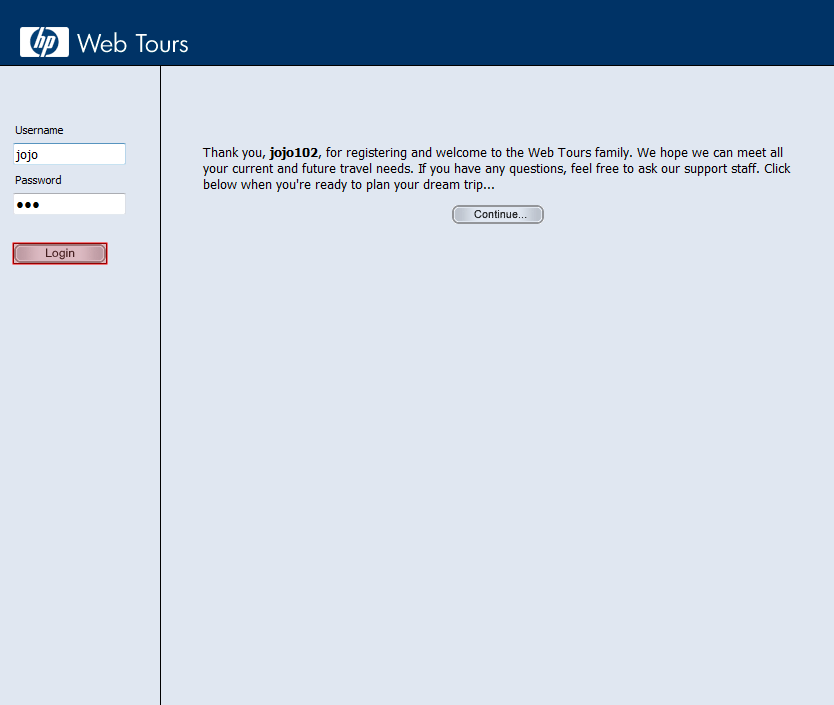 hp Web Tours
Username
jojo
Password
●●●
Login
Thank you, jojo102, for registering and welcome to the Web Tours family. We hope we can meet all
your current and future travel needs. If you have any questions, feel free to ask our support staff. Click
below when you're ready to plan your dream trip...
Continue...